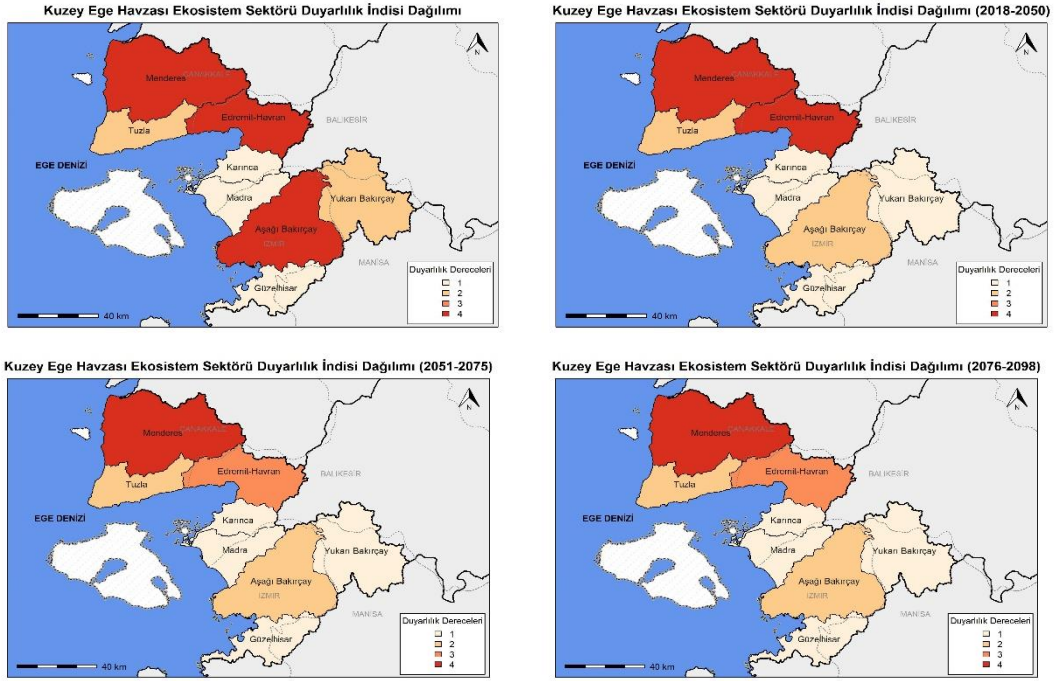 Kuzey Ege Havzası Ekosistem Sektörü Duyarlılık İndisi Dağılımı
Menderes
ÇANAKKALE
Tuzla
Edremit-Havran
BALIKESİR
EGE DENİZİ
Karınca
Madra
Yukarı Bakırçay
Aşağı Bakırçay
İZMİR
MANİSA
Güzelhisar
Duyarlılık Dereceleri
1
2
3
4
40 km
N
Kuzey Ege Havzası Ekosistem Sektörü Duyarlılık İndisi Dağılımı (2018-2050)
Menderes
ÇANAKKALE
Tuzla
Edremit-Havran
BALIKESİR
EGE DENİZİ
Karınca
Madra
Yukarı Bakırçay
Aşağı Bakırçay
İZMİR
MANİSA
Güzelhisar
Duyarlılık Dereceleri
1
2
3
4
40 km
N
Kuzey Ege Havzası Ekosistem Sektörü Duyarlılık İndisi Dağılımı (2051-2075)
Menderes
ÇANAKKALE
Tuzla
Edremit-Havran
BALIKESİR
EGE DENİZİ
Karınca
Madra
Yukarı Bakırçay
Aşağı Bakırçay
İZMİR
MANİSA
Güzelhisar
Duyarlılık Dereceleri
1
2
3
4
40 km
N
Kuzey Ege Havzası Ekosistem Sektörü Duyarlılık İndisi Dağılımı (2076-2098)
Menderes
ÇANAKKALE
Tuzla
Edremit-Havran
BALIKESİR
EGE DENİZİ
Karınca
Madra
Yukarı Bakırçay
Aşağı Bakırçay
İZMİR
MANİSA
Güzelhisar
Duyarlılık Dereceleri
1
2
3
4
40 km
N